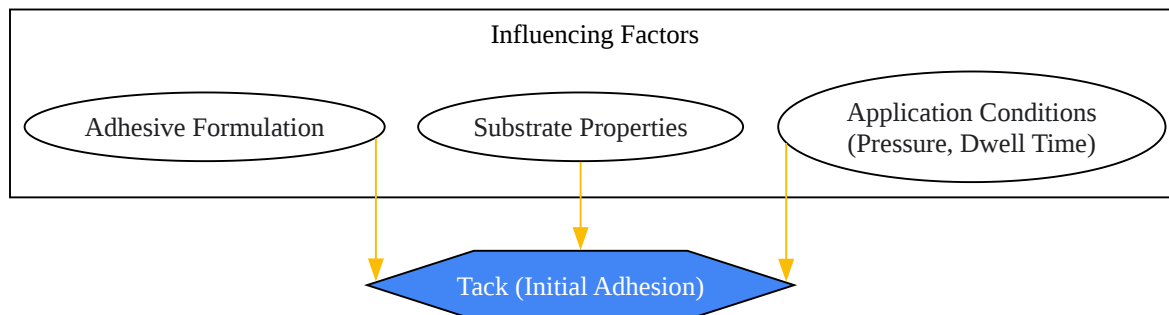 Influencing Factors
Adhesive Formulation
Substrate Properties
Application Conditions
(Pressure, Dwell Time)
Tack (Initial Adhesion)